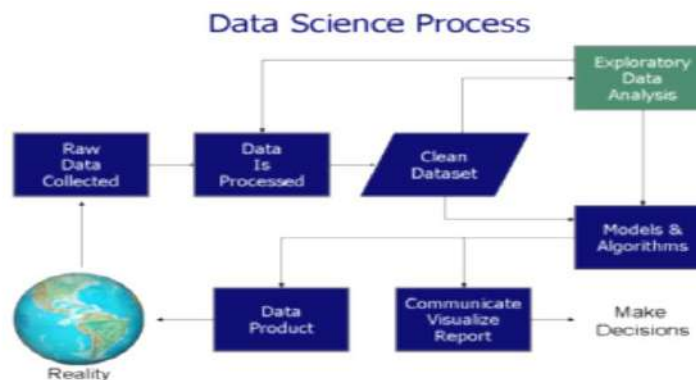 Data Science Process
Exploratory
Data
Analysis
Raw
Data
Collected
Data
Is
Processed
Clean
Dataset
Models &
Algorithms
Data
Product
Communicate
Visualize
Report
Make
Decisions
Reality